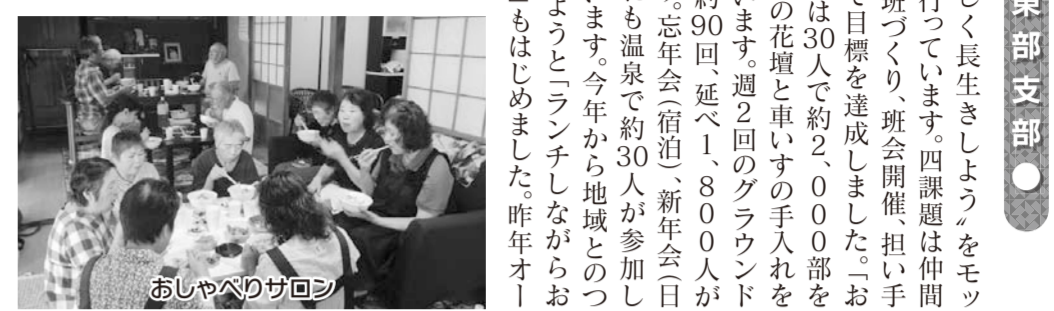 東部支部●
しく長生きしよう〟をモッ
行っています。四課題は仲間
班づくり、班会開催、担い手
で目標を達成しました。「お
は30人で約2、000部を
の花壇と車いすの手入れを
います。週2回のグラウンド
約90回、延べ1、800人が
。忘年会(宿泊)、新年会(日
も温泉で約30人が参加し
います。今年から地域とのつ
ようと「ランチしながらお
もはじめました。昨年オー
おしゃべりサロン